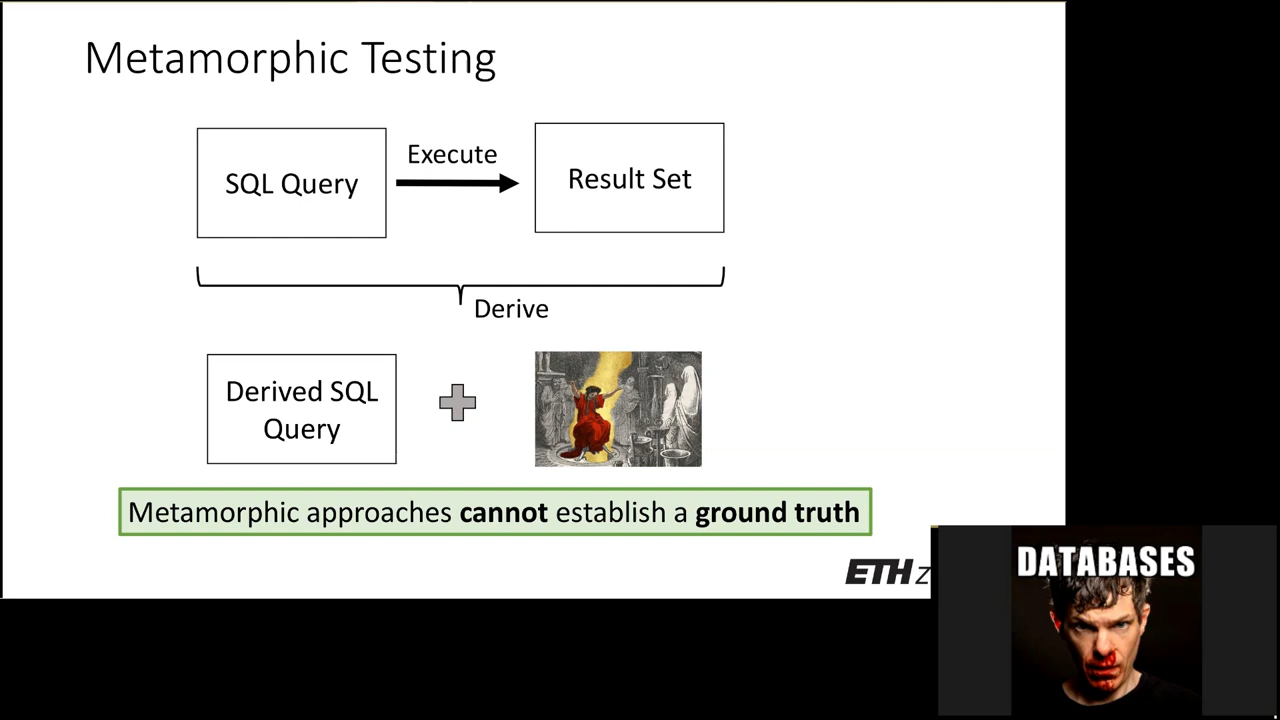 Metamorphic Testing
SQL Query
Execute
Result Set
Derive
Derived SQL
Query
Metamorphic approaches cannot establish a ground truth
ETH z
DATABASES